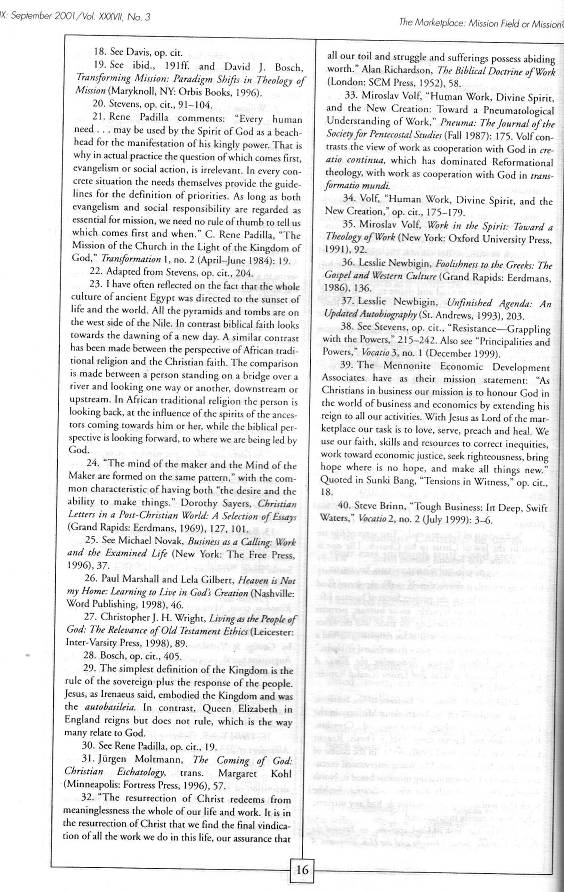 IX: September 2001/Vol. XXXVII, No. 3
The Marketplace: Mission Field or Mission
18. See Davis, op. cit.
19. See ibid., 191ff. and David J. Bosch,
Transforming Mission: Paradigm Shifts in Theology of
Mission (Maryknoll, NY: Orbis Books, 1996).
20. Stevens, op. cit., 91–104.
21. Rene Padilla comments: "Every human
need . . . may be used by the Spirit of God as a beach-
head for the manifestation of his kingly power. That is
why in actual practice the question of which comes first,
evangelism or social action, is irrelevant. In every con-
crete situation the needs themselves provide the guide-
lines for the definition of priorities. As long as both
evangelism and social responsibility are regarded as
essential for mission, we need no rule of thumb to tell us
which comes first and when." C. Rene Padilla, "The
Mission of the Church in the Light of the Kingdom of
God," Transformation 1, no. 2 (April–June 1984): 19.
22. Adapted from Stevens, op. cit., 204.
23. I have often reflected on the fact that the whole
culture of ancient Egypt was directed to the sunset of
life and the world. All the pyramids and tombs are on
the west side of the Nile. In contrast biblical faith looks
towards the dawning of a new day. A similar contrast
has been made between the perspective of African tradi-
tional religion and the Christian faith. The comparison
is made between a person standing on a bridge over a
river and looking one way or another, downstream or
upstream. In African traditional religion the person is
looking back, at the influence of the spirits of the ances-
tors coming towards him or her, while the biblical per-
spective is looking forward, to where we are being led by
God.
24. "The mind of the maker and the Mind of the
Maker are formed on the same pattern," with the com-
mon characteristic of having both "the desire and the
ability to make things." Dorothy Sayers, Christian
Letters in a Post-Christian World: A Selection of Essays
(Grand Rapids: Eerdmans, 1969), 127, 101.
25. See Michael Novak, Business as a Calling: Work
and the Examined Life (New York: The Free Press,
1996), 37.
26. Paul Marshall and Lela Gilbert, Heaven is Not
my Home: Learning to Live in God's Creation (Nashville:
Word Publishing, 1998), 46.
27. Christopher J. H. Wright, Living as the People of
God: The Relevance of Old Testament Ethics (Leicester:
Inter-Varsity Press, 1998), 89.
28. Bosch, op. cit., 405.
29. The simplest definition of the Kingdom is the
rule of the sovereign plus the response of the people.
Jesus, as Irenaeus said, embodied the Kingdom and was
the autobasileia. In contrast, Queen Elizabeth in
England reigns but does not rule, which is the way
many relate to God.
30. See Rene Padilla, op. cit., 19.
31. Jürgen Moltmann, The Coming of God:
Christian Eschatology, trans. Margaret Kohl
(Minneapolis: Fortress Press, 1996), 57.
32. "The resurrection of Christ redeems from
meaninglessness the whole of our life and work. It is in
the resurrection of Christ that we find the final vindica-
tion of all the work we do in this life, our assurance that
all our toil and struggle and sufferings possess abiding
worth." Alan Richardson, The Biblical Doctrine of Work
(London: SCM Press, 1952), 58.
33. Miroslav Volf, "Human Work, Divine Spirit,
and the New Creation: Toward a Pneumatological
Understanding of Work," Pneuma: The Journal of the
Society for Pentecostal Studies (Fall 1987): 175. Volf con-
trasts the view of work as cooperation with God in cre-
atio continua, which has dominated Reformational
theology, with work as cooperation with God in trans-
formatio mundi.
34. Volf, "Human Work, Divine Spirit, and the
New Creation," op. cit., 175–179.
35. Miroslav Volf, Work in the Spirit: Toward a
Theology of Work (New York: Oxford University Press,
1991), 92.
36. Lesslie Newbigin, Foolishness to the Greeks: The
Gospel and Western Culture (Grand Rapids: Eerdmans,
1986), 136.
37. Lesslie Newbigin, Unfinished Agenda: An
Updated Autobiography (St. Andrews, 1993), 203.
38. See Stevens, op. cit., "Resistance—Grappling
with the Powers," 215–242. Also see "Principalities and
Powers," Vocatio 3, no. 1 (December 1999).
39. The Mennonite Economic Development
Associates have as their mission statement: "As
Christians in business our mission is to honour God in
the world of business and economics by extending his
reign to all our activities. With Jesus as Lord of the mar-
ketplace our task is to love, serve, preach and heal. We
use our faith, skills and resources to correct inequities,
work toward economic justice, seek righteousness, bring
hope where is no hope, and make all things new."
Quoted in Sunki Bang, "Tensions in Witness," op. cit.,
18.
40. Steve Brinn, "Tough Business: In Deep, Swift
Waters," Vocatio 2, no. 2 (July 1999): 3–6.
16